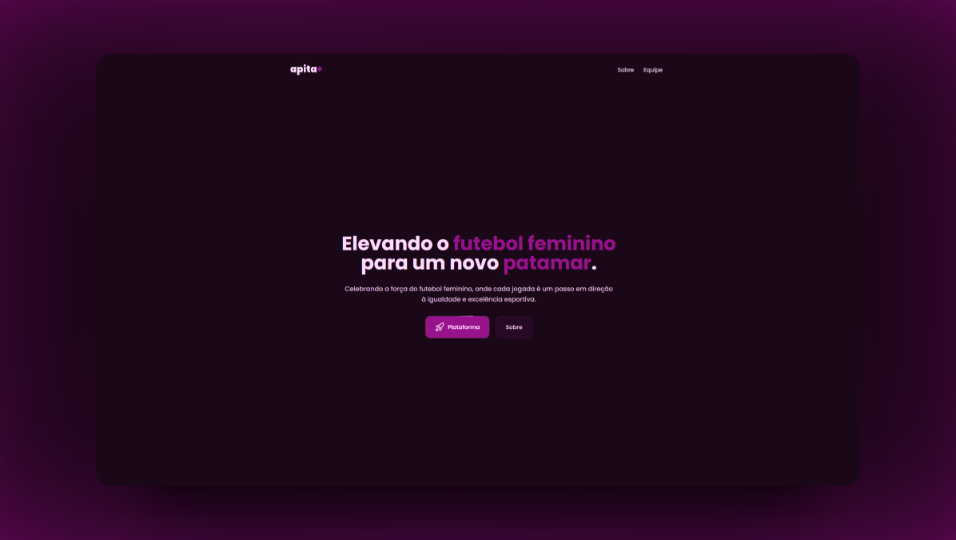 apita
Sobre Equipe
Elevando o futebol feminino
para um novo patamar.
Celebrando a força do futebol feminino, onde cada jogada é um passo em direção
à igualdade e excelência esportiva.
Plataforma Sobre